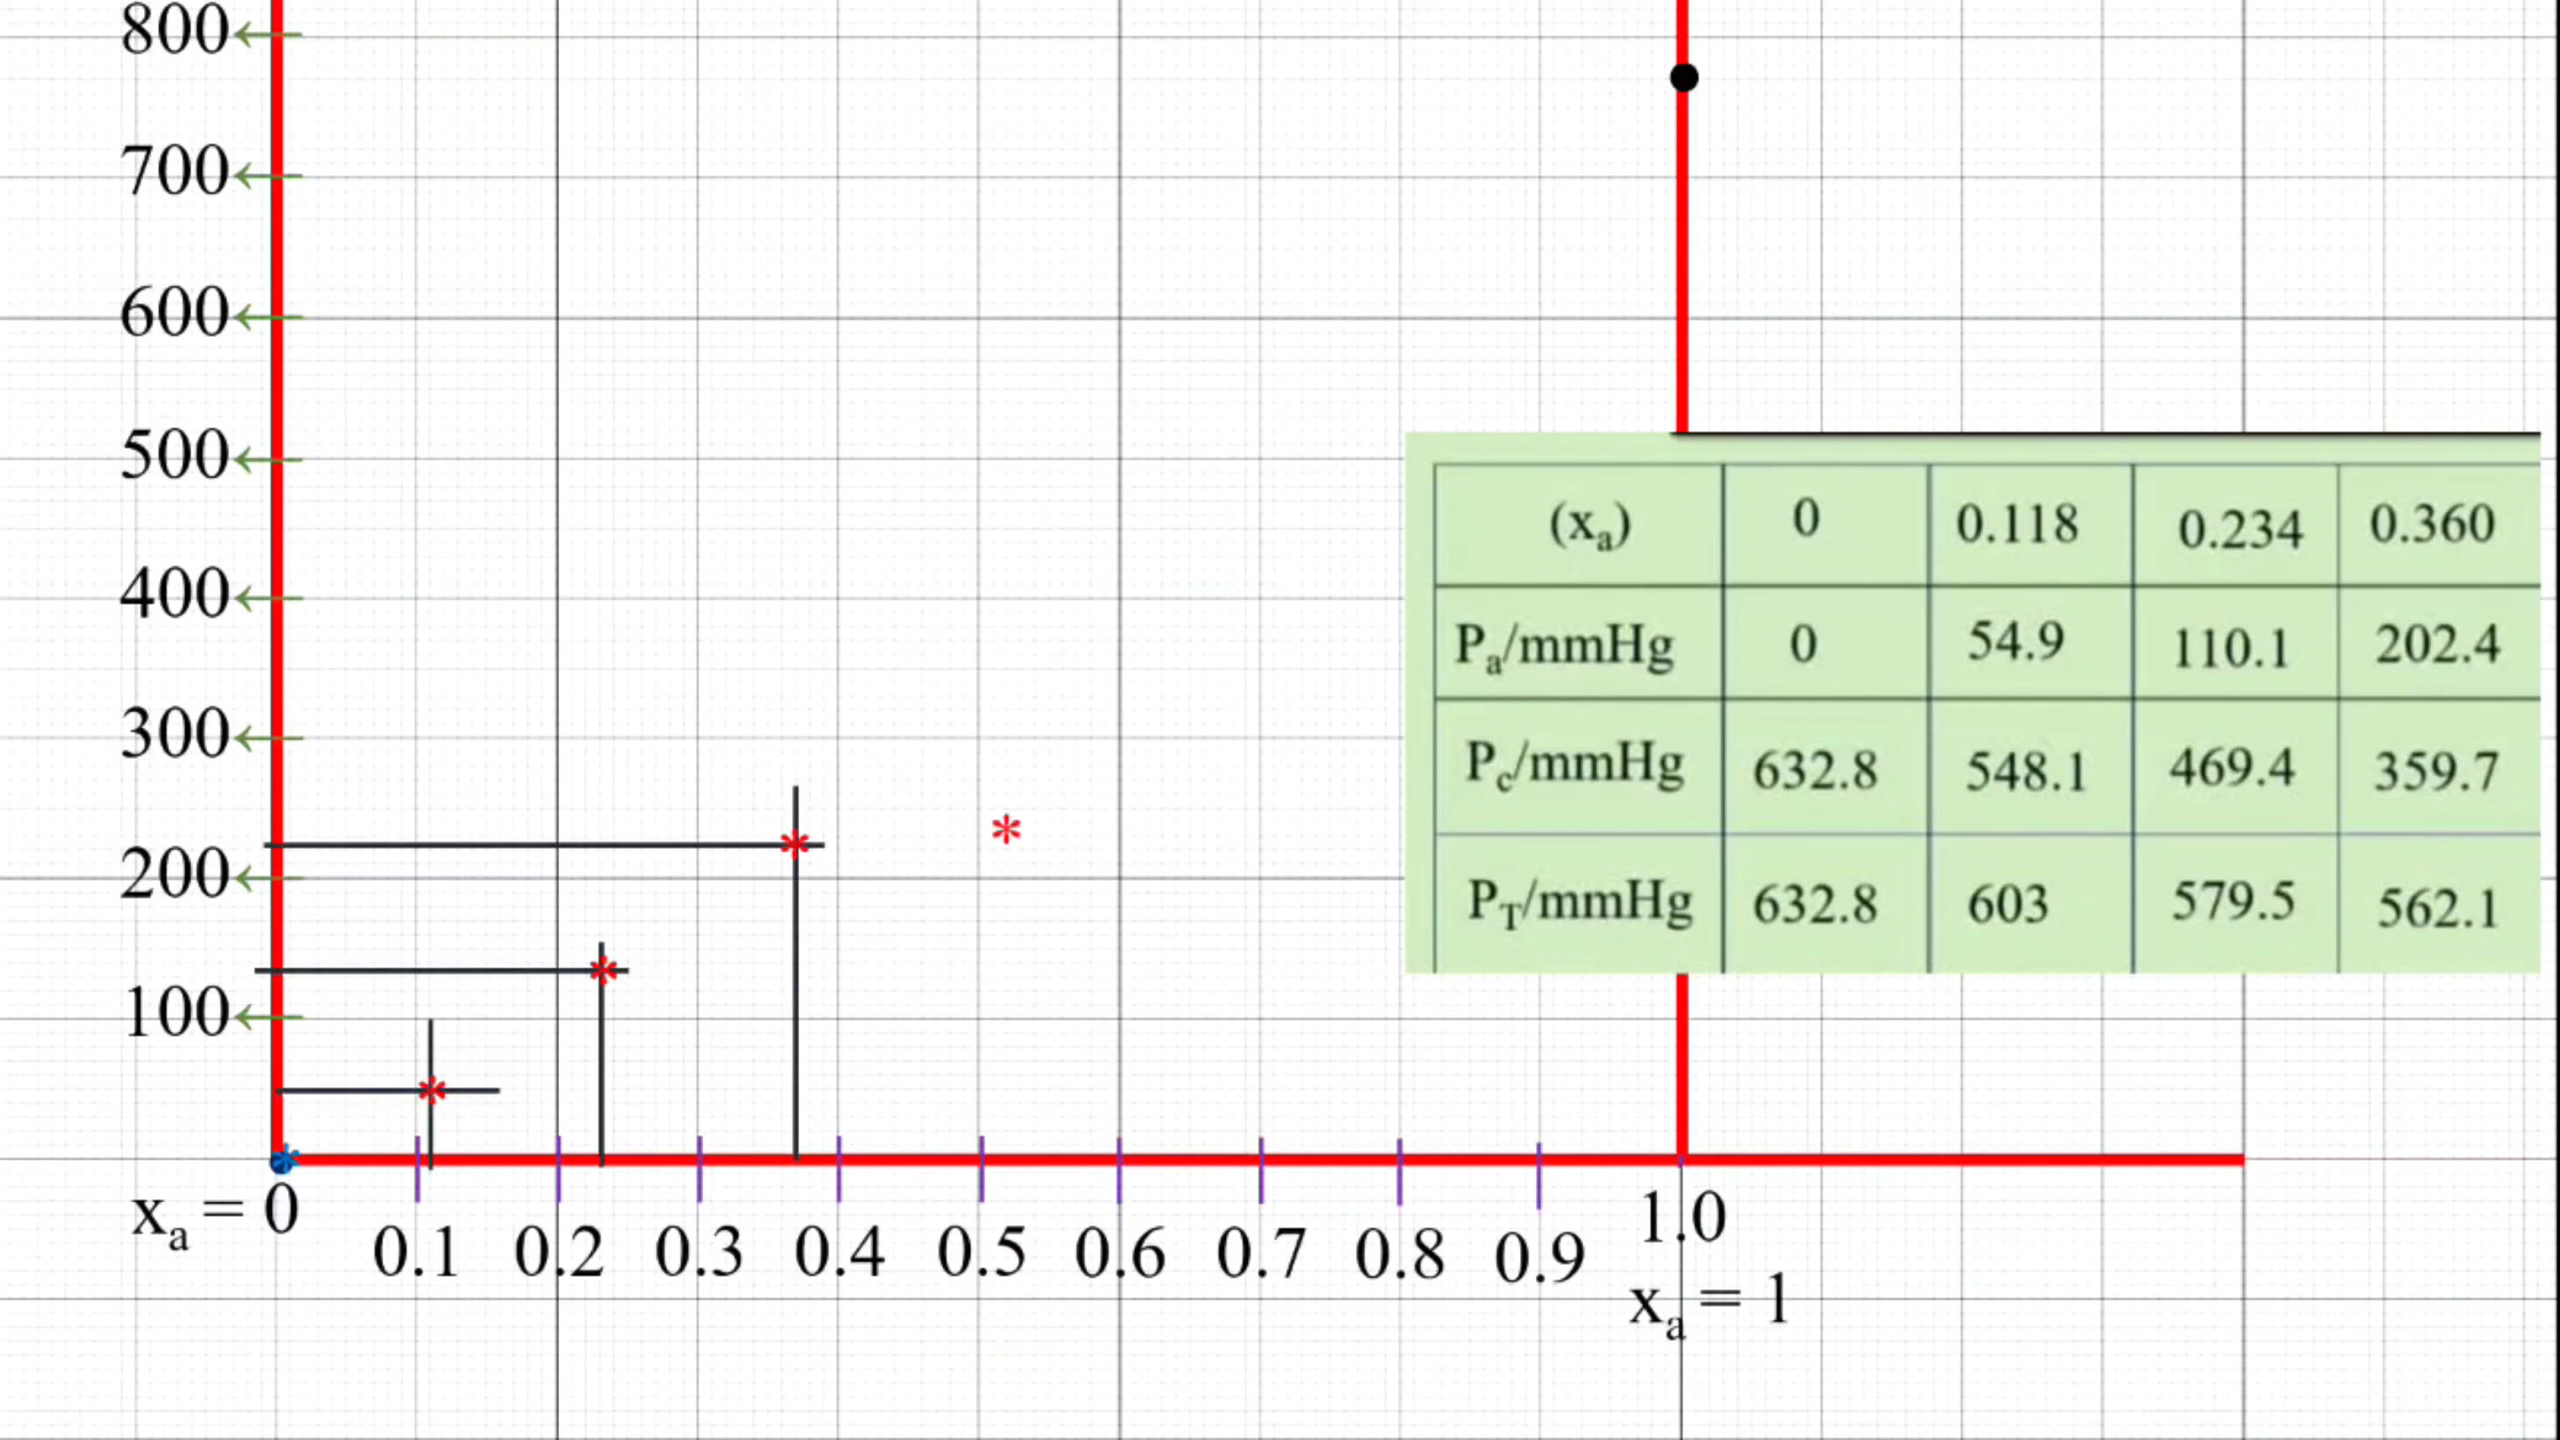 800
700
600
500
400
300
200
100
(xₐ) 0 0.118 0.234 0.360
Pₐ/mmHg 0 54.9 110.1 202.4
P_c/mmHg 632.8 548.1 469.4 359.7
P_T/mmHg 632.8 603 579.5 562.1
xₐ = 0
0.1 0.2 0.3 0.4 0.5 0.6 0.7 0.8 0.9 1.0
xₐ = 1